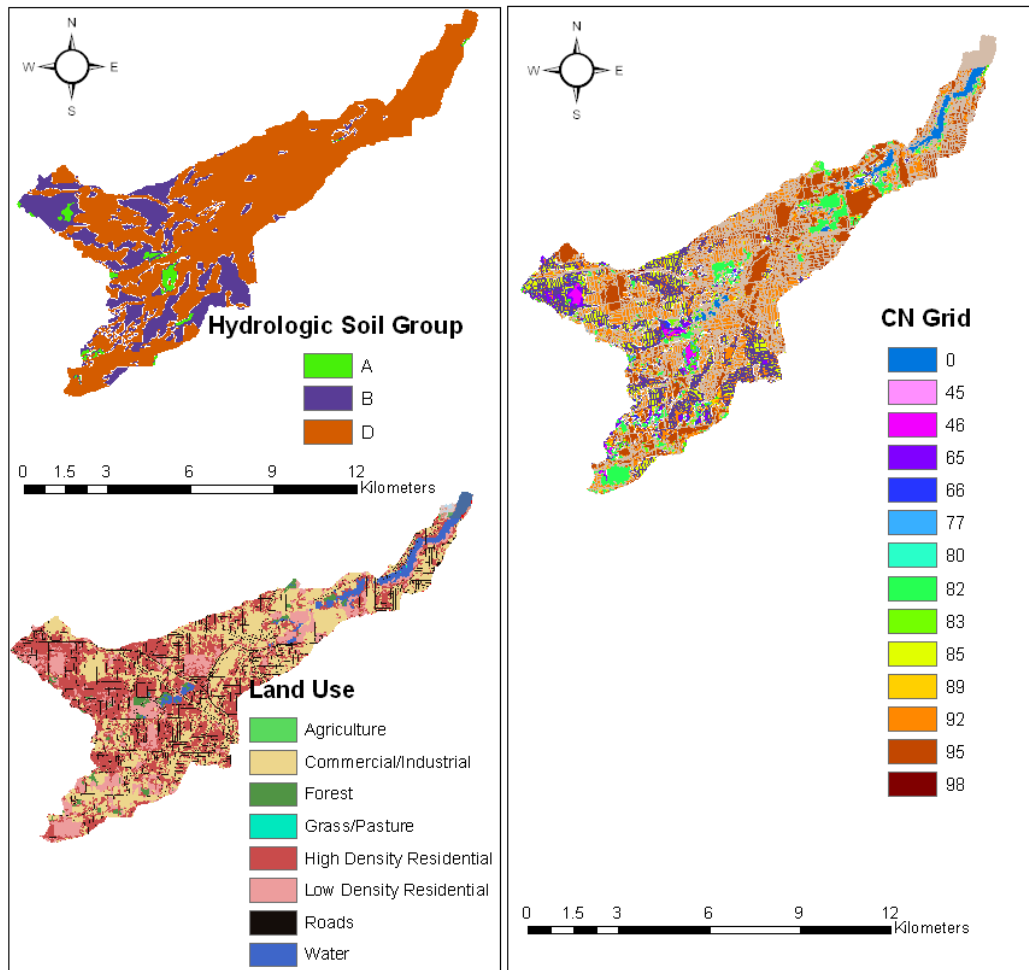 N
W E
S
Hydrologic Soil Group
A
B
D
0 1.5 3 6 9 12
Kilometers
Land Use
Agriculture
Commercial/Industrial
Forest
Grass/Pasture
High Density Residential
Low Density Residential
Roads
Water
N
W E
S
CN Grid
0
45
46
65
66
77
80
82
83
85
89
92
95
98
0 1.5 3 6 9 12
Kilometers